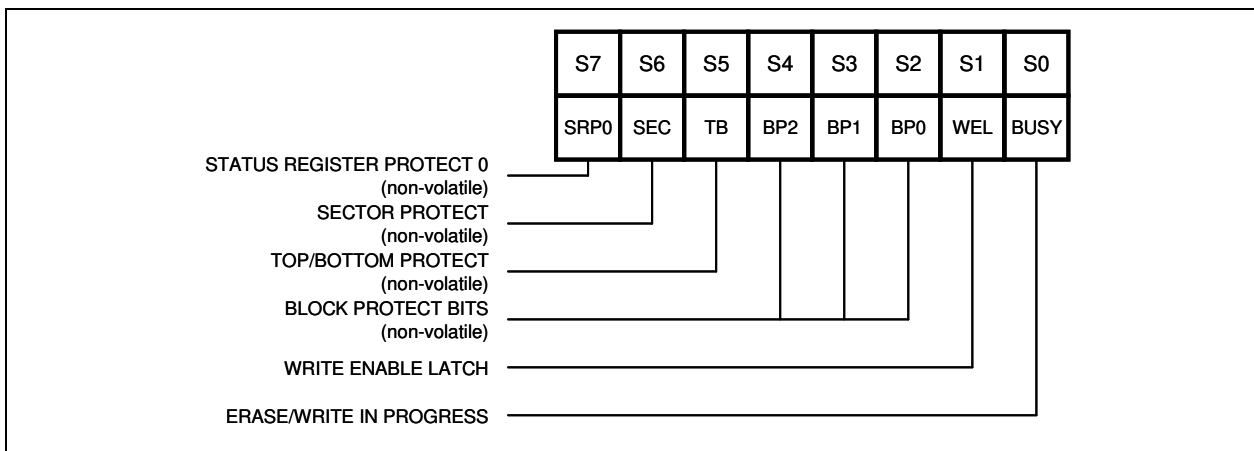 S7 S6 S5 S4 S3 S2 S1 S0
SRP0 SEC TB BP2 BP1 BP0 WEL BUSY
STATUS REGISTER PROTECT 0
(non-volatile)
SECTOR PROTECT
(non-volatile)
TOP/BOTTOM PROTECT
(non-volatile)
BLOCK PROTECT BITS
(non-volatile)
WRITE ENABLE LATCH
ERASE/WRITE IN PROGRESS